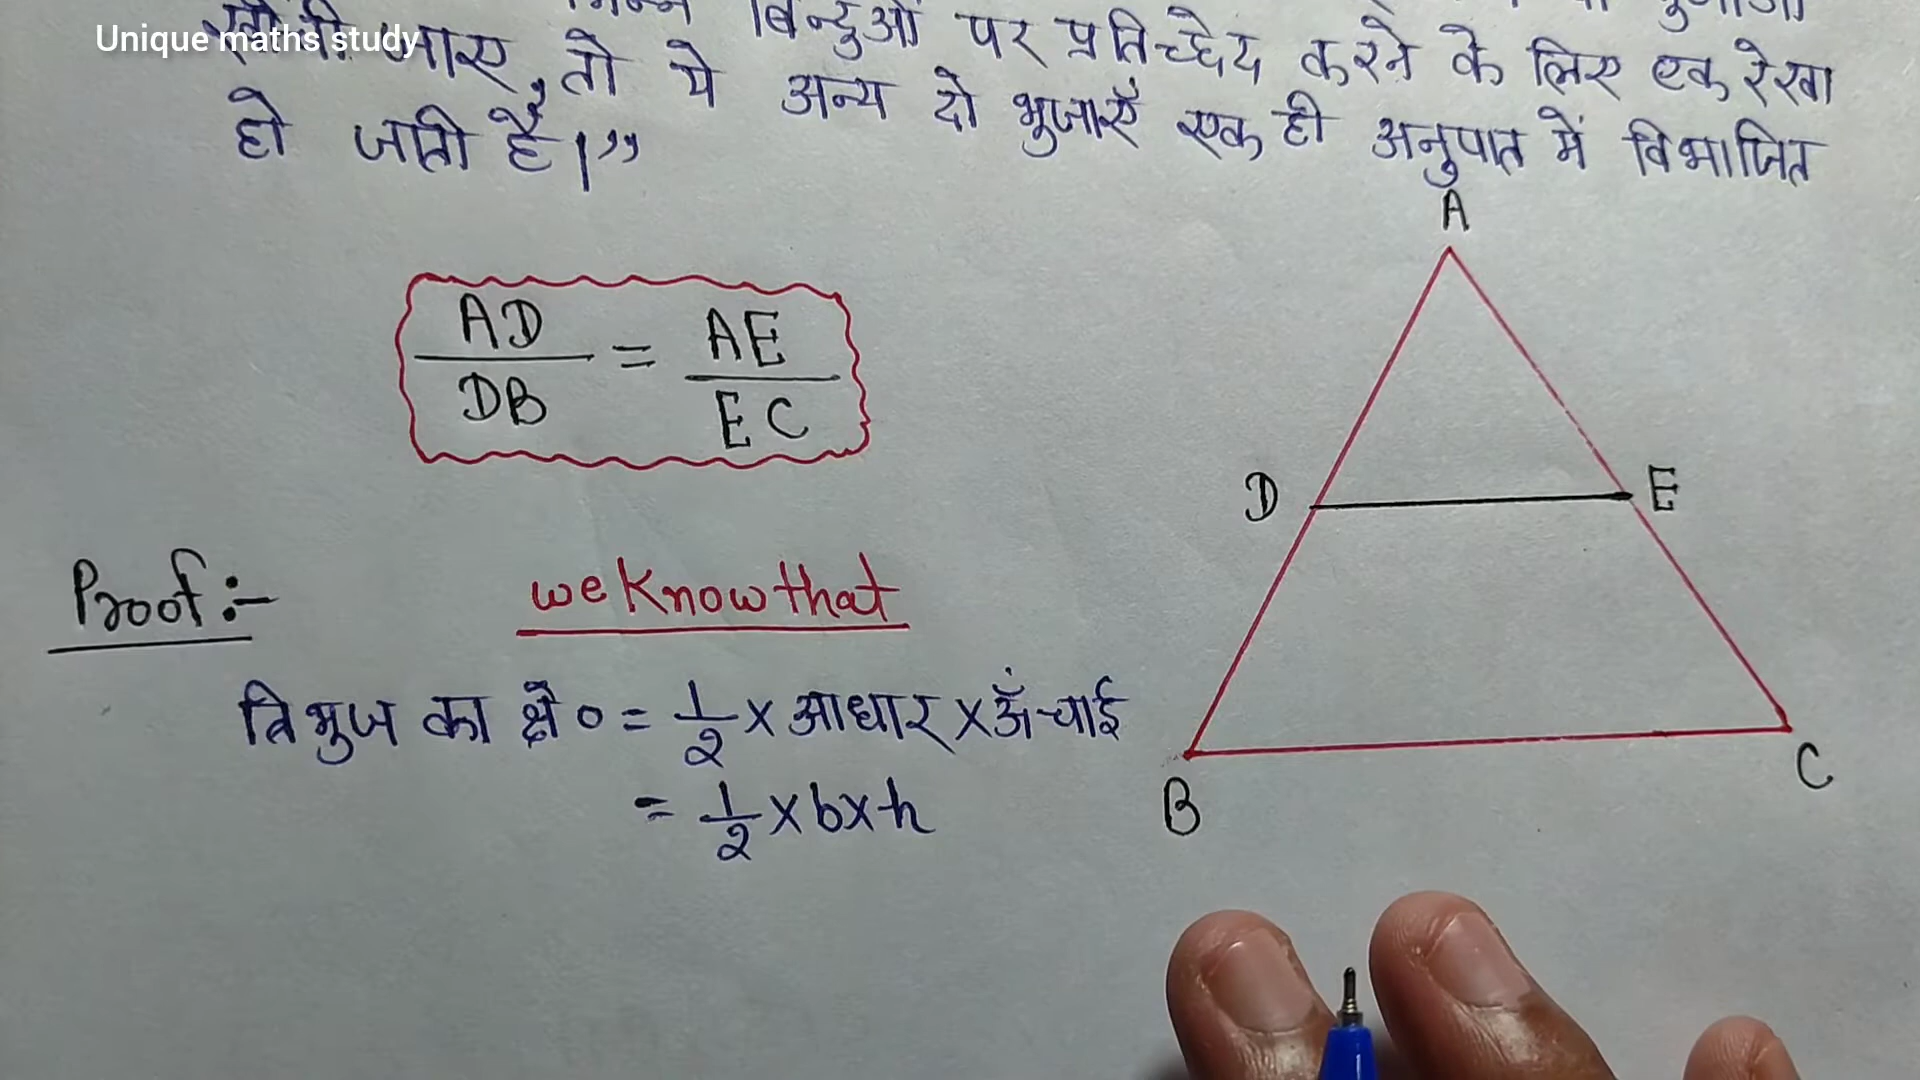 Unique maths study
बिन्दुओं पर प्रतिच्छेद करने के लिए एक रेखा
जाए, तो ये अन्य दो भुजाएँ एक ही अनुपात में विभाजित
हो जाती है।”
A
AD/DB = AE/EC
D E
Proof:-
we know that
त्रिभुज का क्षे० = 1/2 × आधार × ऊँचाई
= 1/2 × b × h
B C